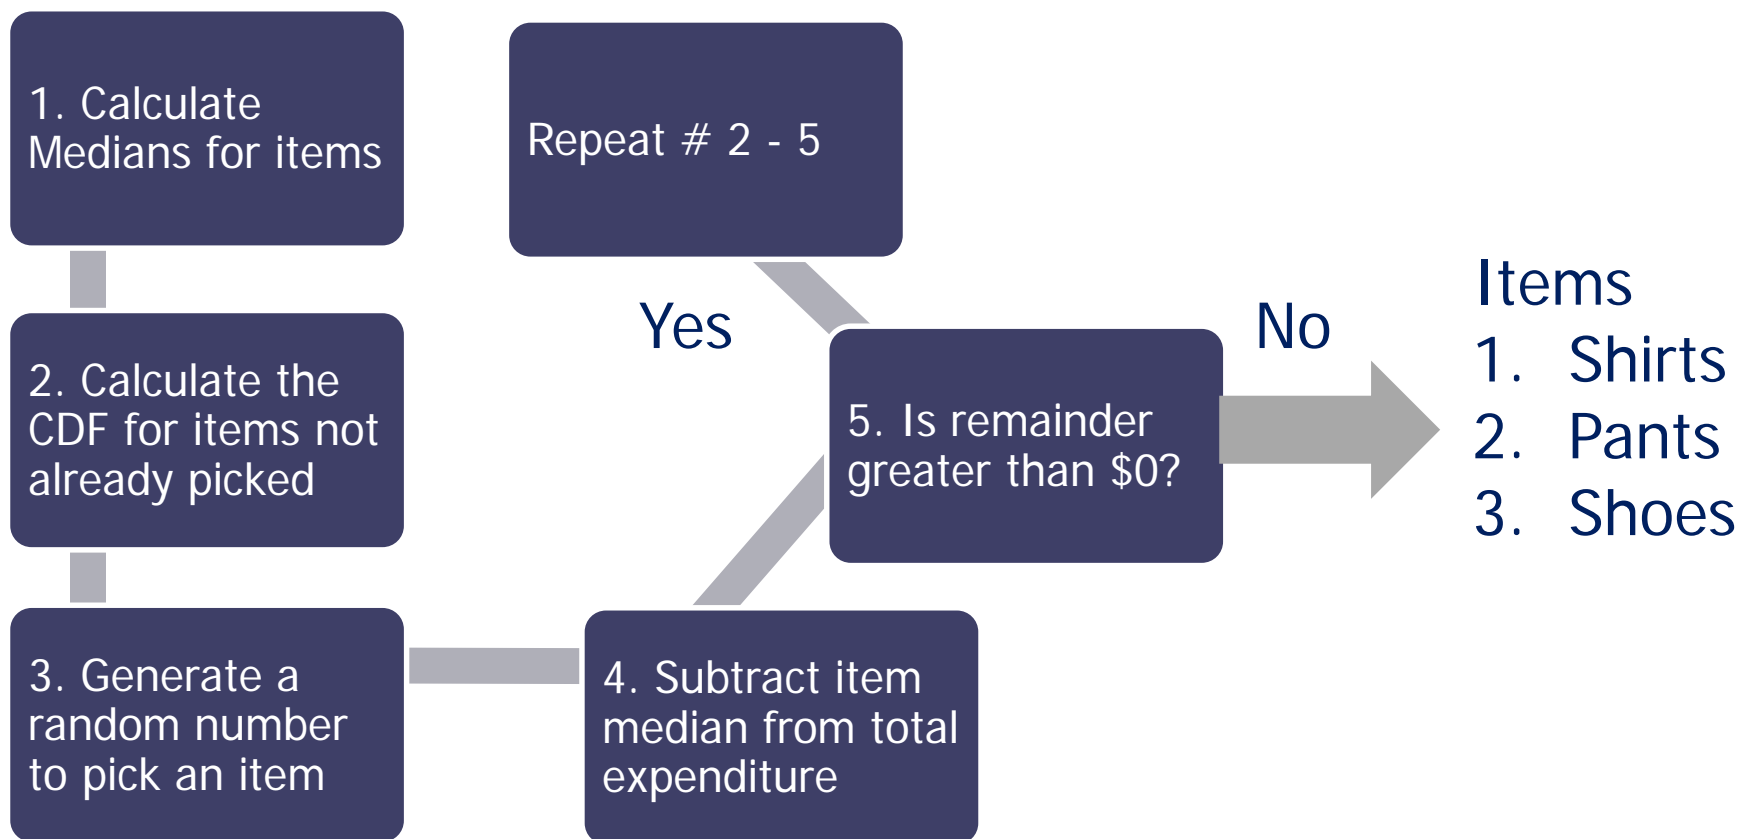 1. Calculate
Medians for items
2. Calculate the
CDF for items not
already picked
3. Generate a
random number
to pick an item
4. Subtract item
median from total
expenditure
5. Is remainder
greater than $0?
Yes
Repeat # 2 - 5
No
Items
1. Shirts
2. Pants
3. Shoes